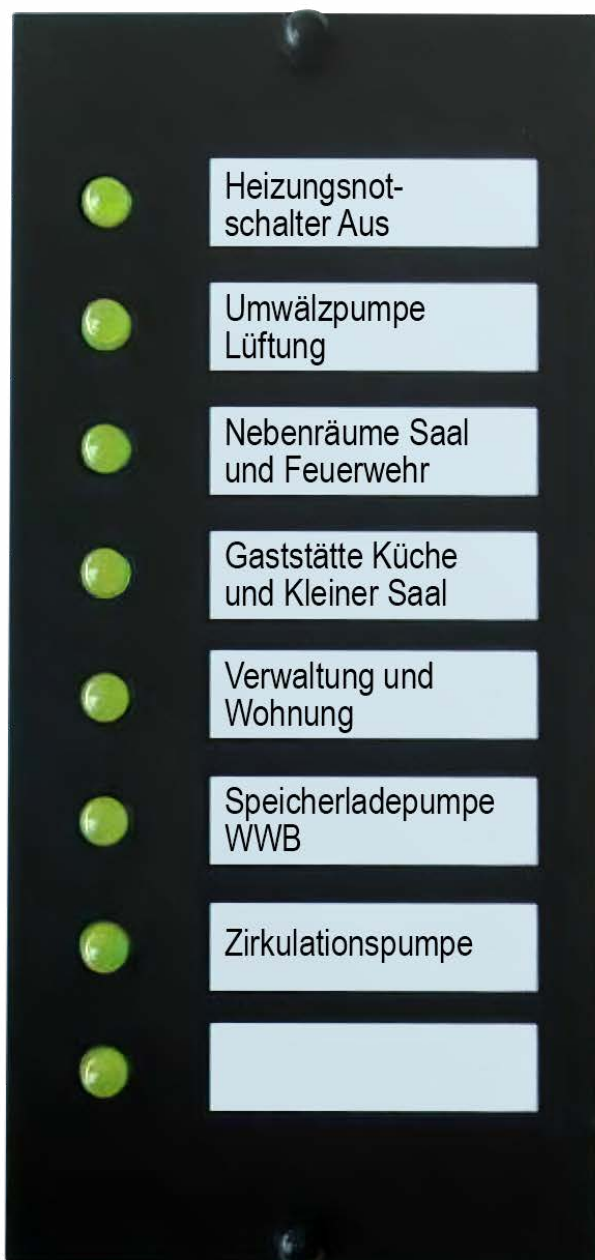 Heizungsnot-
schalter Aus
Umwälzpumpe
Lüftung
Nebenräume Saal
und Feuerwehr
Gaststätte Küche
und Kleiner Saal
Verwaltung und
Wohnung
Speicherladepumpe
WWB
Zirkulationspumpe